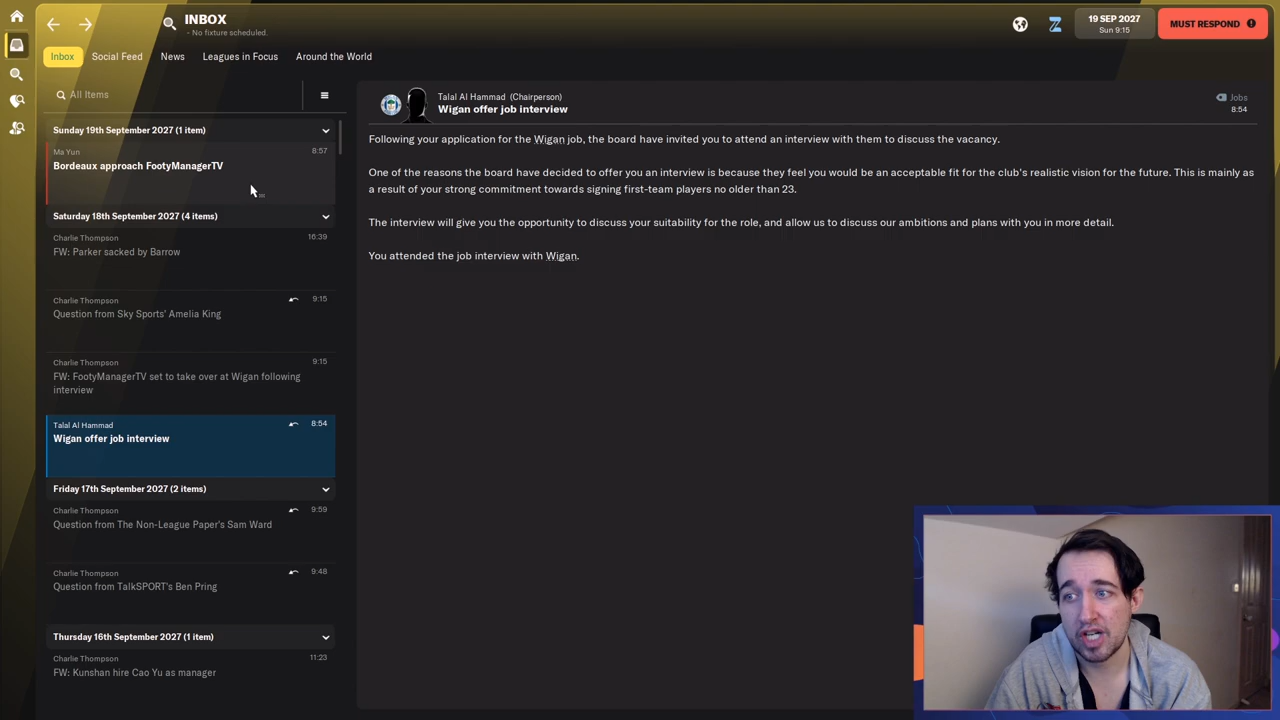 INBOX
- No fixture scheduled.
19 SEP 2027
Sun 9:15
MUST RESPOND
Inbox
Social Feed
News
Leagues in Focus
Around the World
All Items
Sunday 19th September 2027 (1 item)
Ma Yun
8:57
Bordeaux approach FootyManagerTV
Saturday 18th September 2027 (4 items)
Charlie Thompson
16:39
FW: Parker sacked by Barrow
Charlie Thompson
9:15
Question from Sky Sports' Amelia King
Charlie Thompson
9:15
FW: FootyManagerTV set to take over at Wigan following
interview
Talal Al Hammad
8:54
Wigan offer job interview
Friday 17th September 2027 (2 items)
Charlie Thompson
9:59
Question from The Non-League Paper's Sam Ward
Charlie Thompson
9:48
Question from TalkSPORT's Ben Pring
Thursday 16th September 2027 (1 item)
Charlie Thompson
11:23
FW: Kunshan hire Cao Yu as manager
Talal Al Hammad (Chairperson)
Wigan offer job interview
Jobs
8:54
Following your application for the Wigan job, the board have invited you to attend an interview with them to discuss the vacancy.
One of the reasons the board have decided to offer you an interview is because they feel you would be an acceptable fit for the club's realistic vision for the future. This is mainly as
a result of your strong commitment towards signing first-team players no older than 23.
The interview will give you the opportunity to discuss your suitability for the role, and allow us to discuss our ambitions and plans with you in more detail.
You attended the job interview with Wigan.